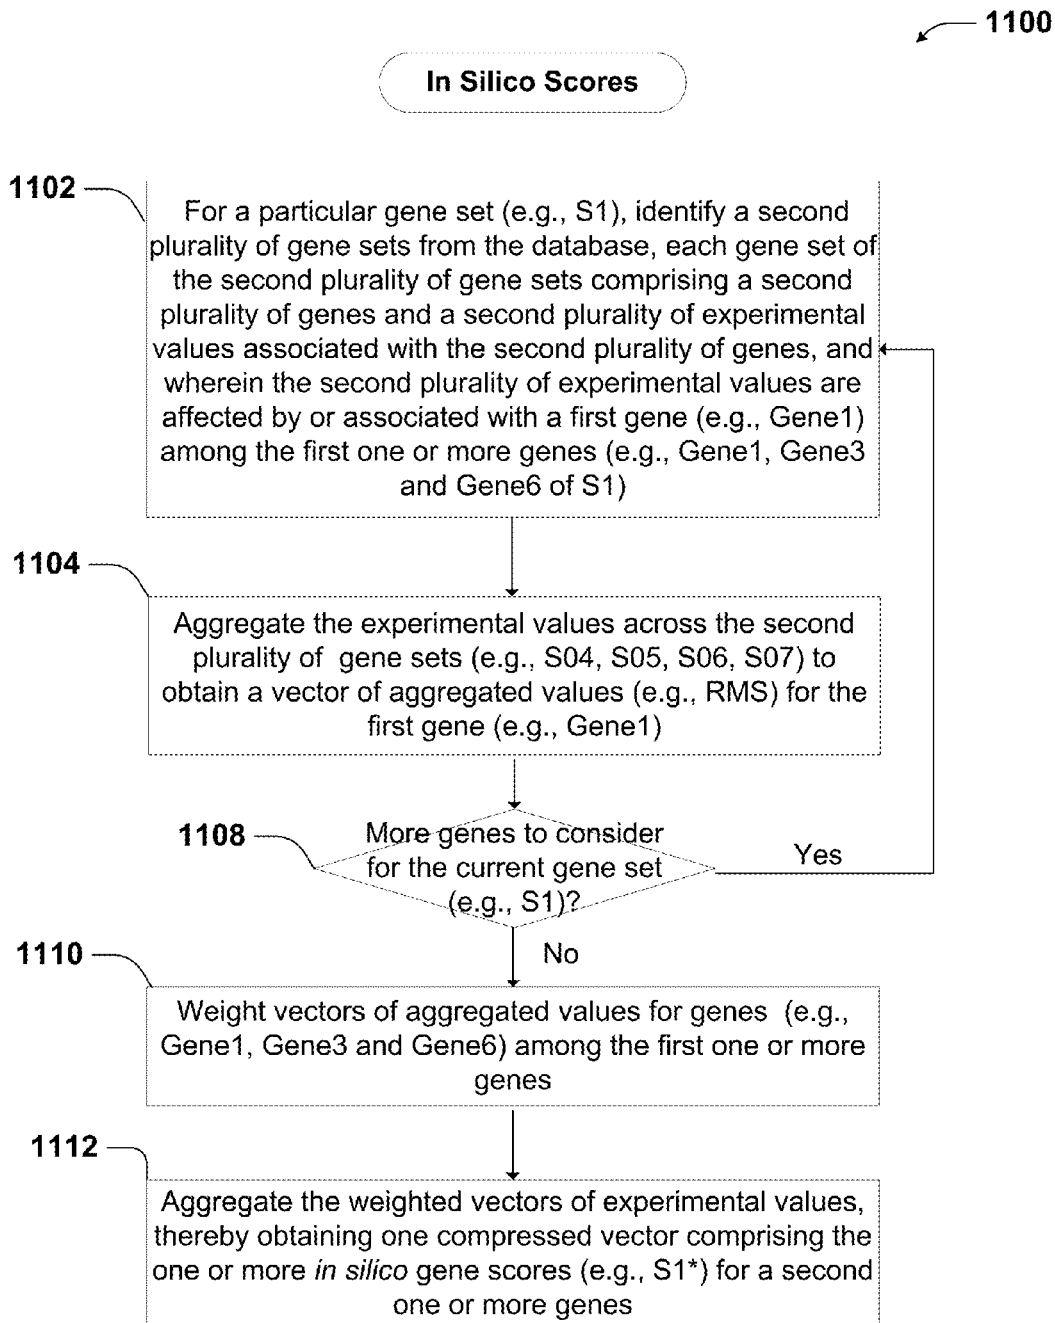 1100
In Silico Scores
1102
For a particular gene set (e.g., S1), identify a second
plurality of gene sets from the database, each gene set of
the second plurality of gene sets comprising a second
plurality of genes and a second plurality of experimental
values associated with the second plurality of genes, and
wherein the second plurality of experimental values are
affected by or associated with a first gene (e.g., Gene1)
among the first one or more genes (e.g., Gene1, Gene3
and Gene6 of S1)
1104
Aggregate the experimental values across the second
plurality of gene sets (e.g., S04, S05, S06, S07) to
obtain a vector of aggregated values (e.g., RMS) for the
first gene (e.g., Gene1)
1108
More genes to consider
for the current gene set
(e.g., S1)?
Yes
No
1110
Weight vectors of aggregated values for genes (e.g.,
Gene1, Gene3 and Gene6) among the first one or more
genes
1112
Aggregate the weighted vectors of experimental values,
thereby obtaining one compressed vector comprising the
one or more in silico gene scores (e.g., S1*) for a second
one or more genes